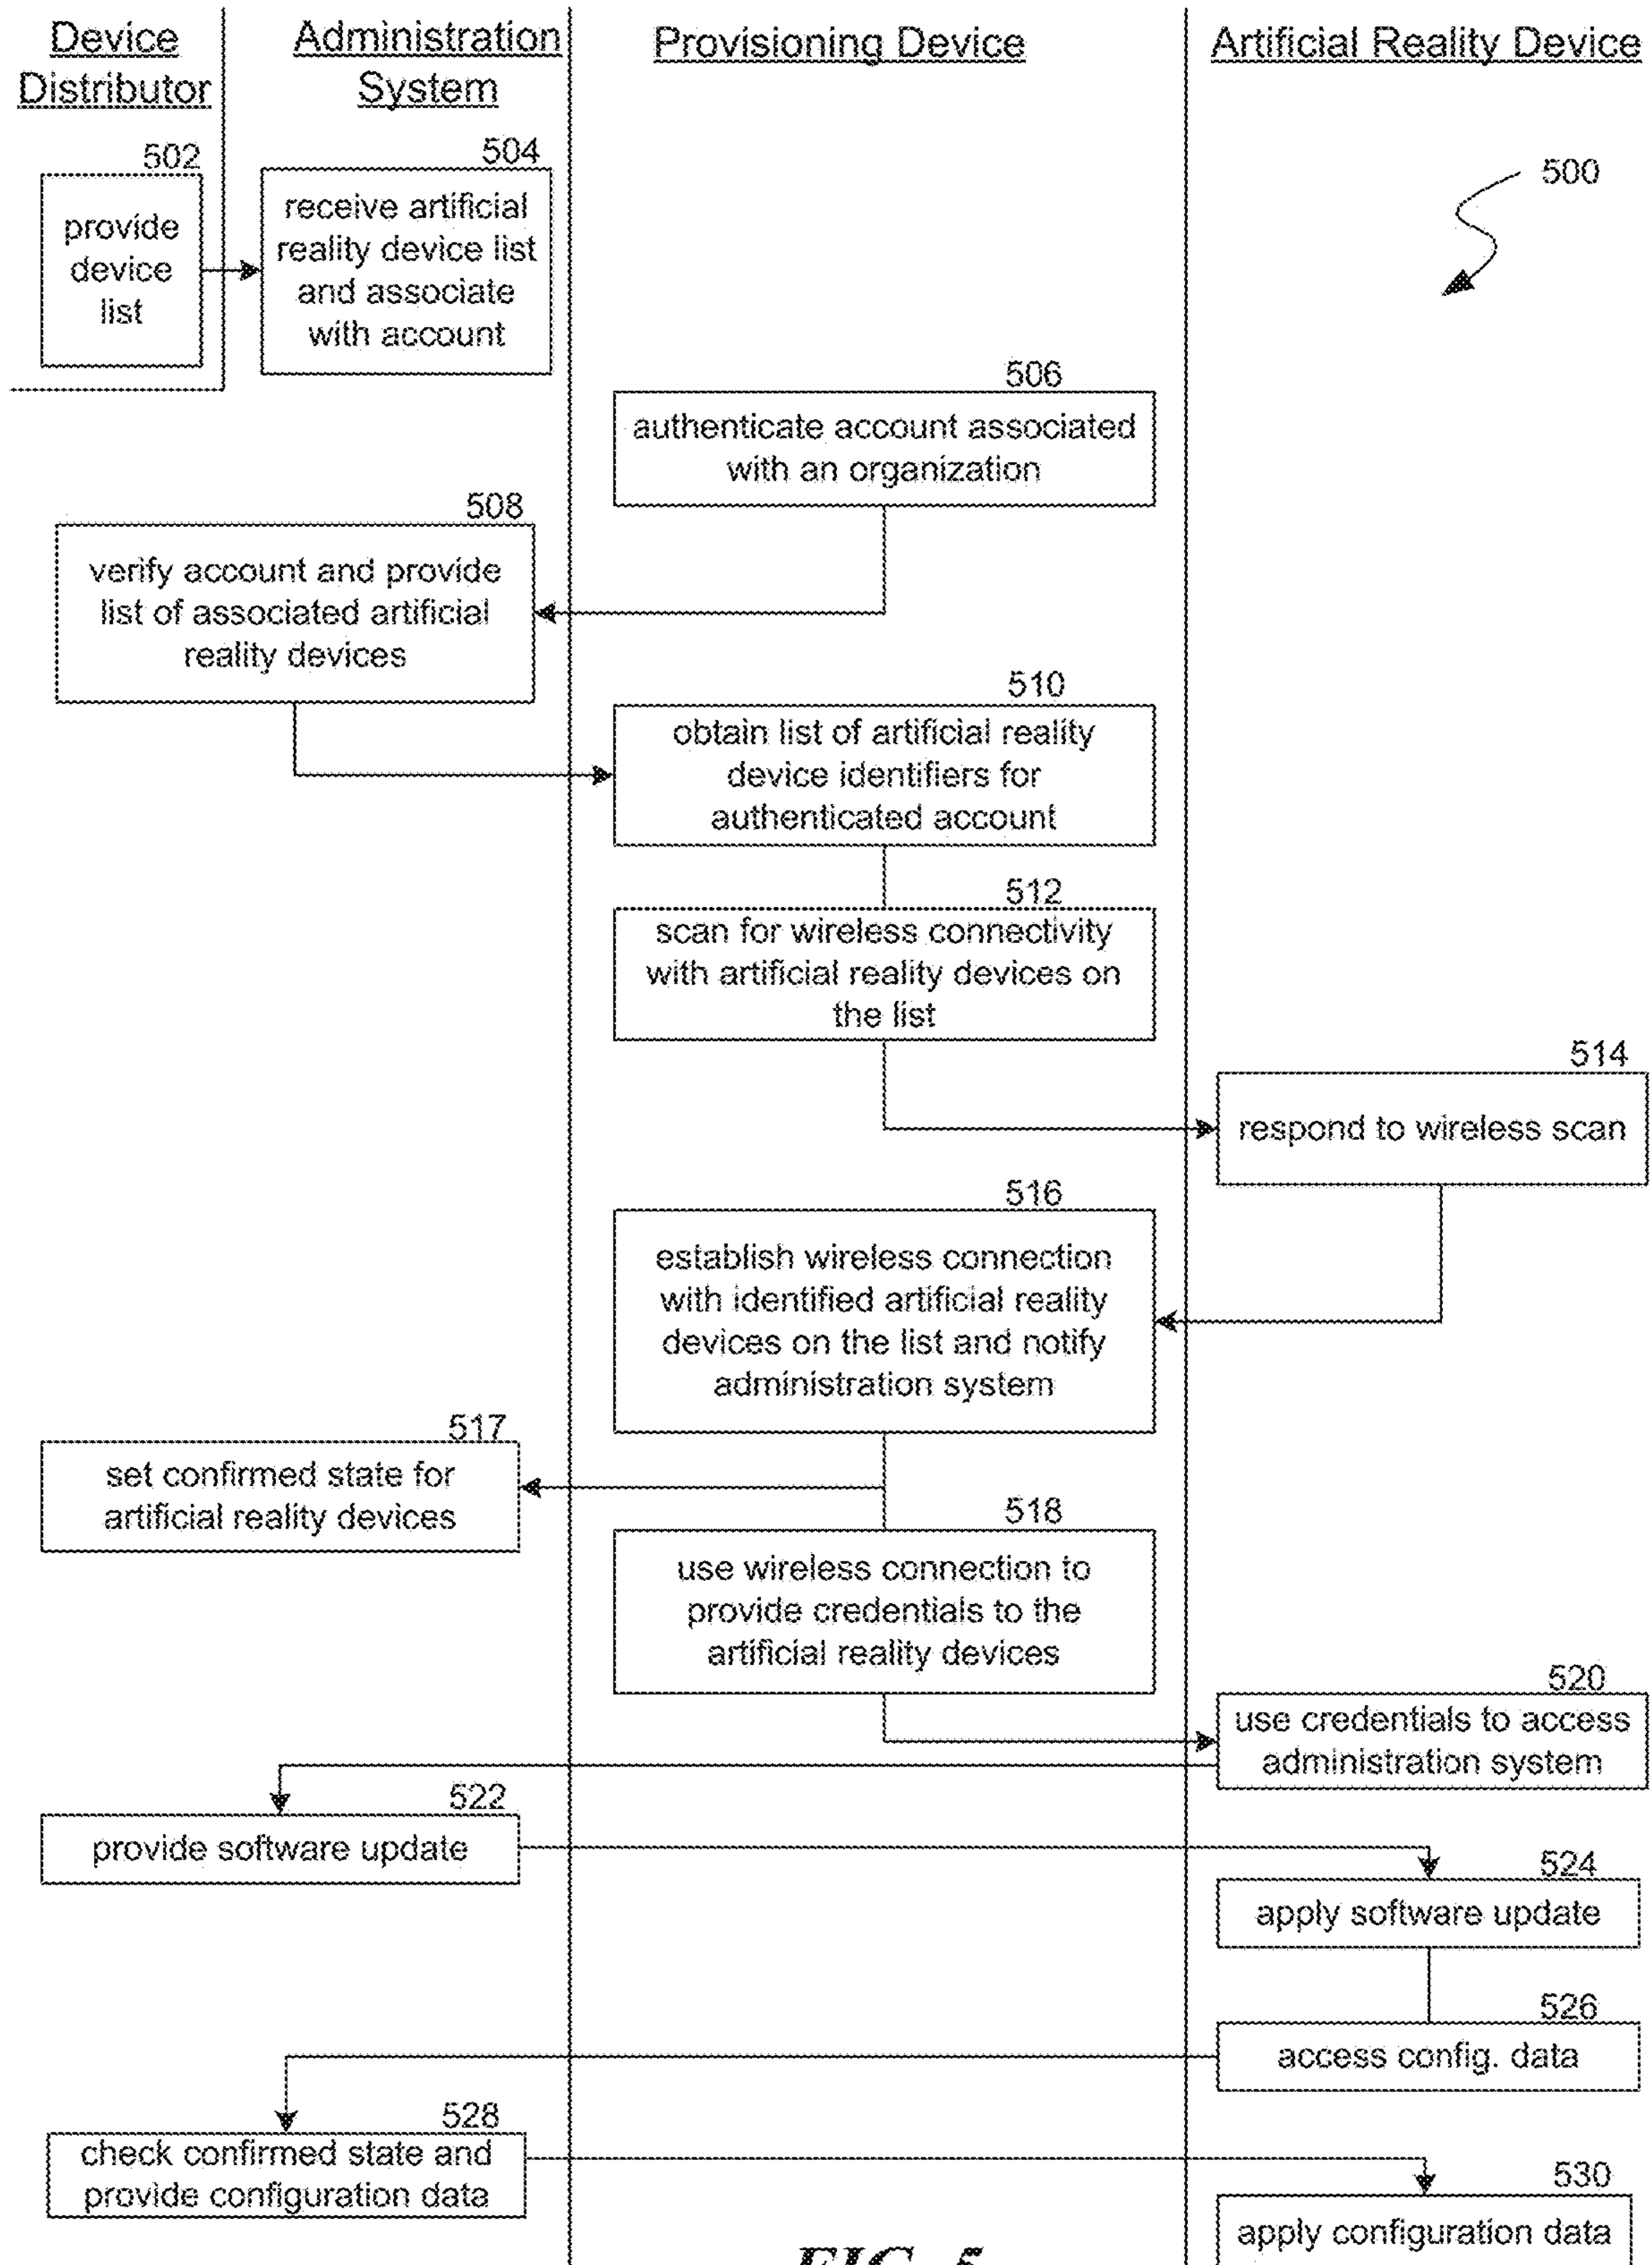 Device
Distributor
Administration
System
Provisioning Device
Artificial Reality Device
500
502
provide
device
list
504
receive artificial
reality device list
and associate
with account
506
authenticate account associated
with an organization
508
verify account and provide
list of associated artificial
reality devices
510
obtain list of artificial reality
device identifiers for
authenticated account
512
scan for wireless connectivity
with artificial reality devices on
the list
514
respond to wireless scan
516
establish wireless connection
with identified artificial reality
devices on the list and notify
administration system
517
set confirmed state for
artificial reality devices
518
use wireless connection to
provide credentials to the
artificial reality devices
520
use credentials to access
administration system
522
provide software update
524
apply software update
526
access config. data
528
check confirmed state and
provide configuration data
530
apply configuration data
FIG. 5